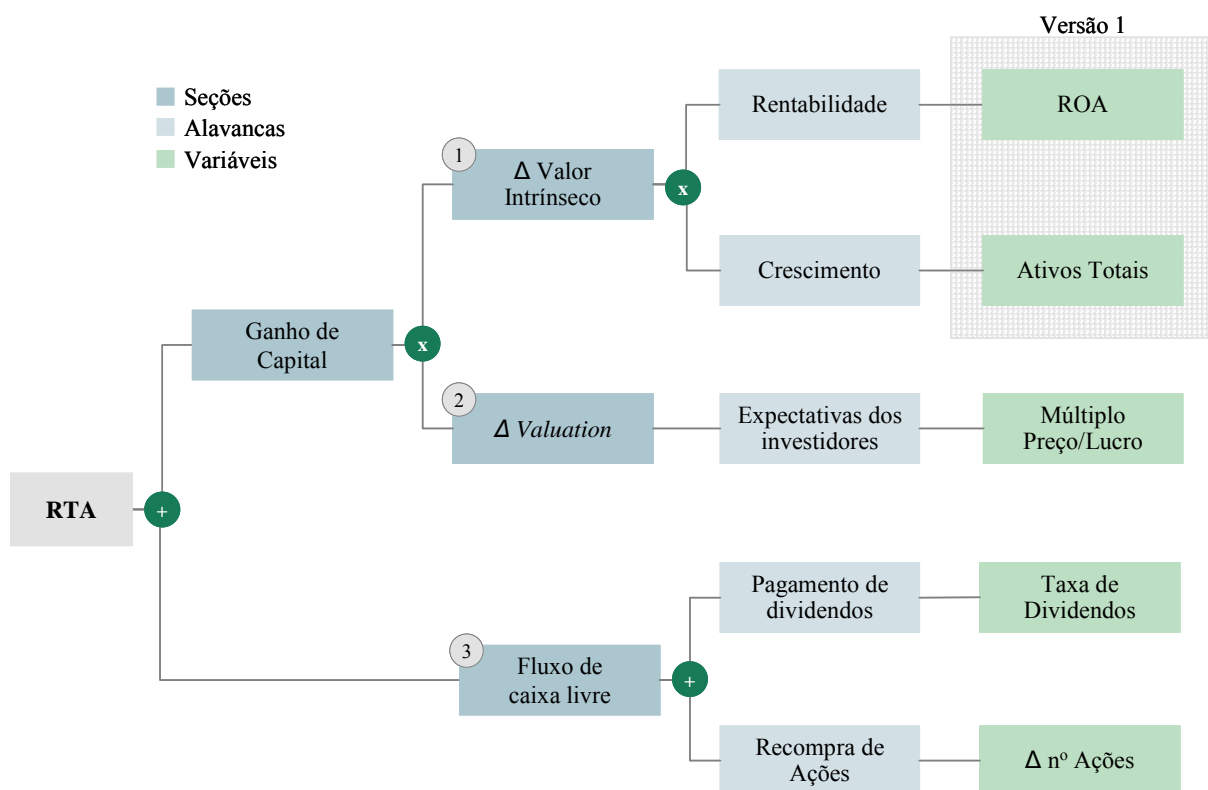 Versão 1
Seções
Alavancas
Variáveis
Rentabilidade
ROA
1
Δ Valor
Intrínseco
x
Crescimento
Ativos Totais
Ganho de
Capital
x
2
Δ Valuation
Expectativas dos
investidores
Múltiplo
Preço/Lucro
RTA
+
Pagamento de
dividendos
Taxa de
Dividendos
3
Fluxo de
caixa livre
+
Recompra de
Ações
Δ nº Ações